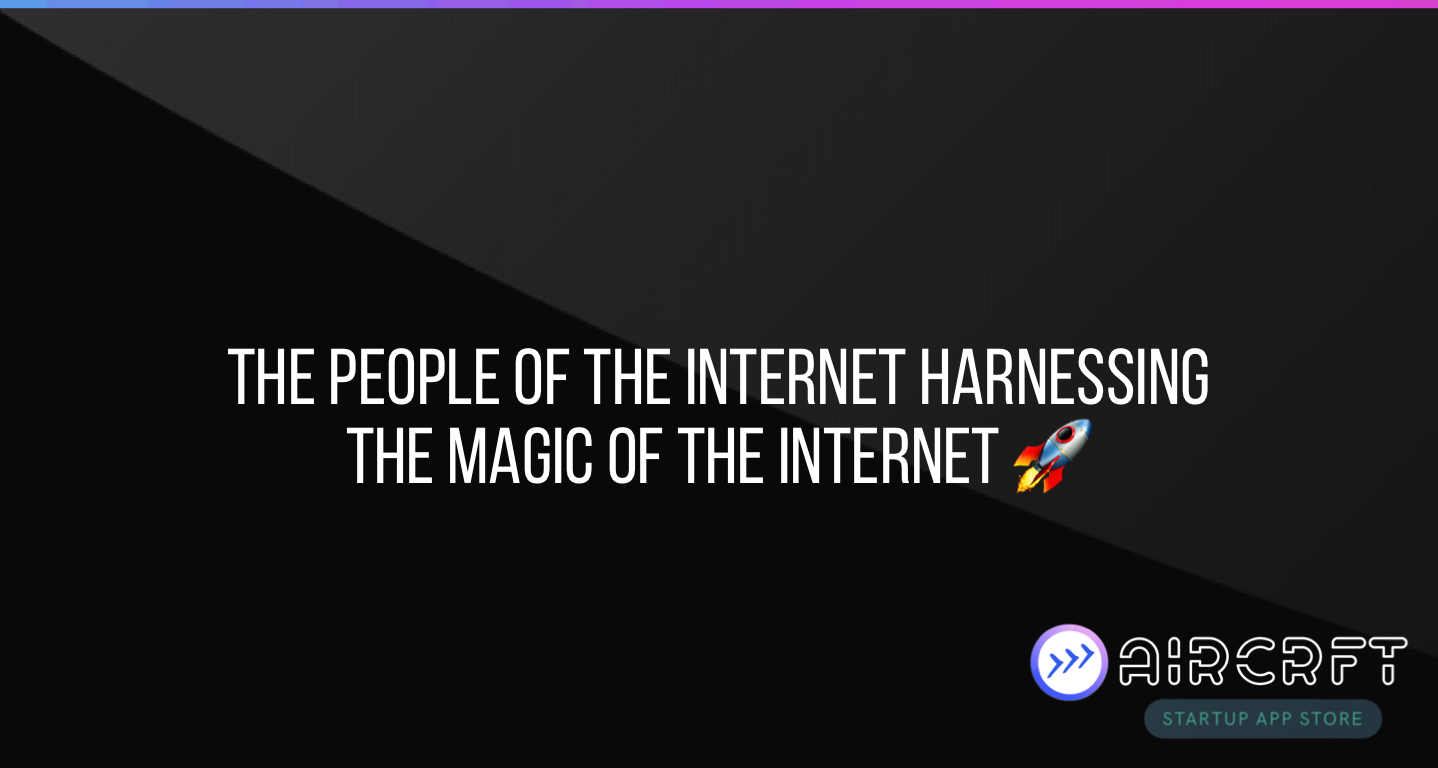 THE PEOPLE OF THE INTERNET HARNESSING
THE MAGIC OF THE INTERNET 🚀
AIRCRFT
STARTUP APP STORE